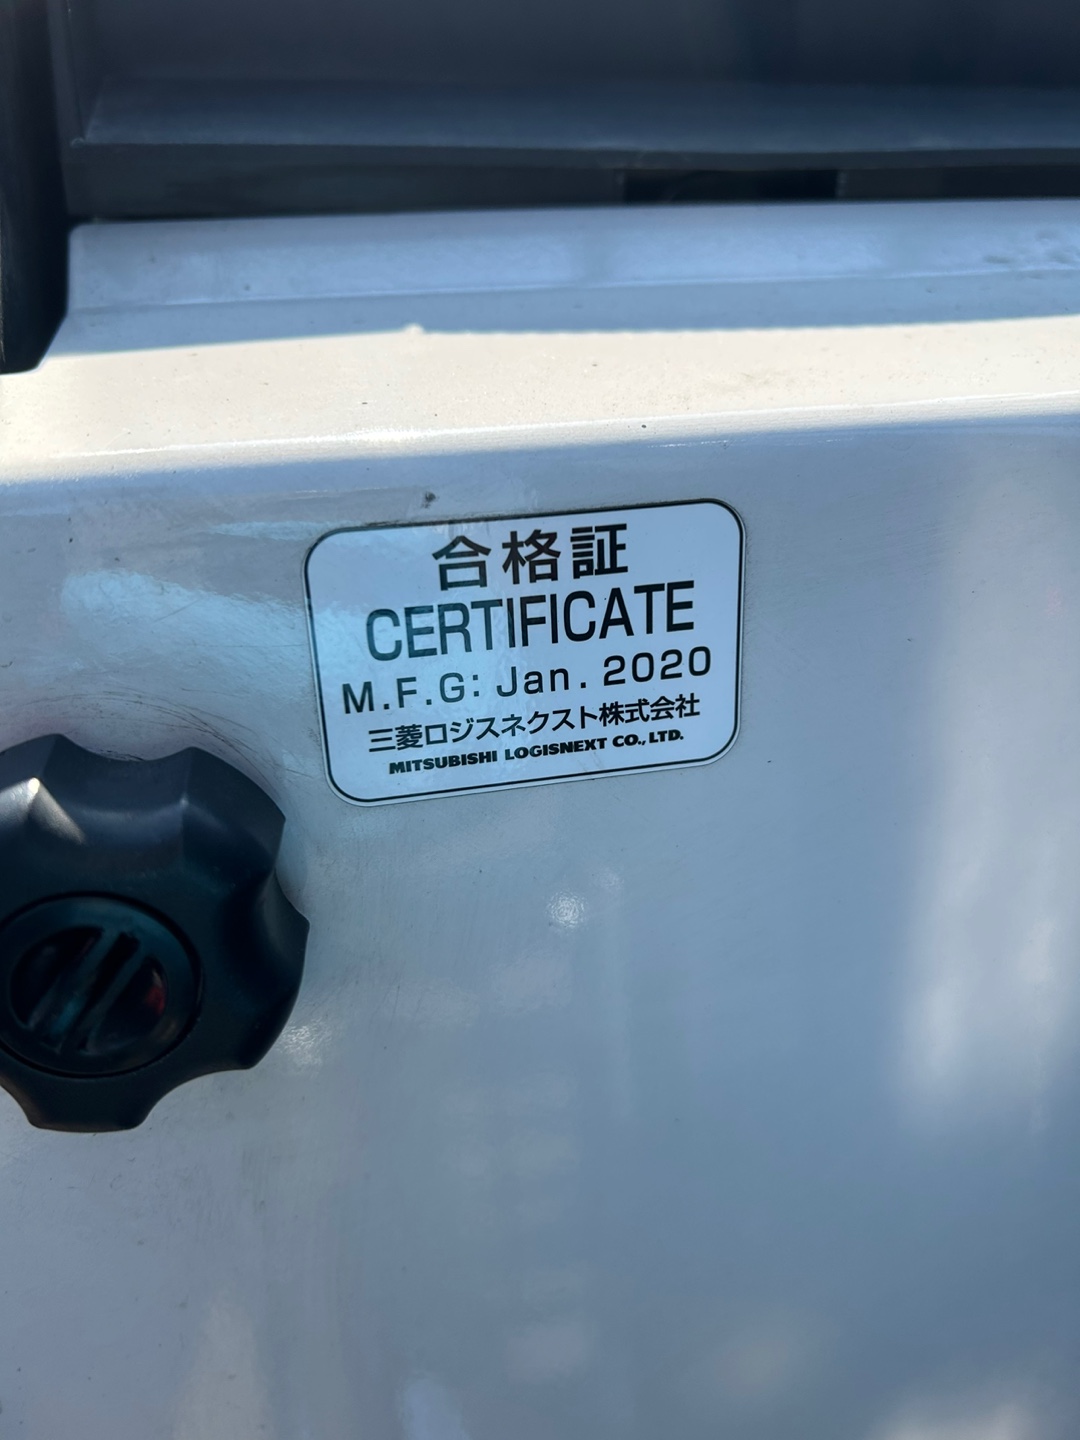 合格証
CERTIFICATE
M.F.G: Jan. 2020
三菱ロジスネクスト株式会社
MITSUBISHI LOGISNEXT CO., LTD.